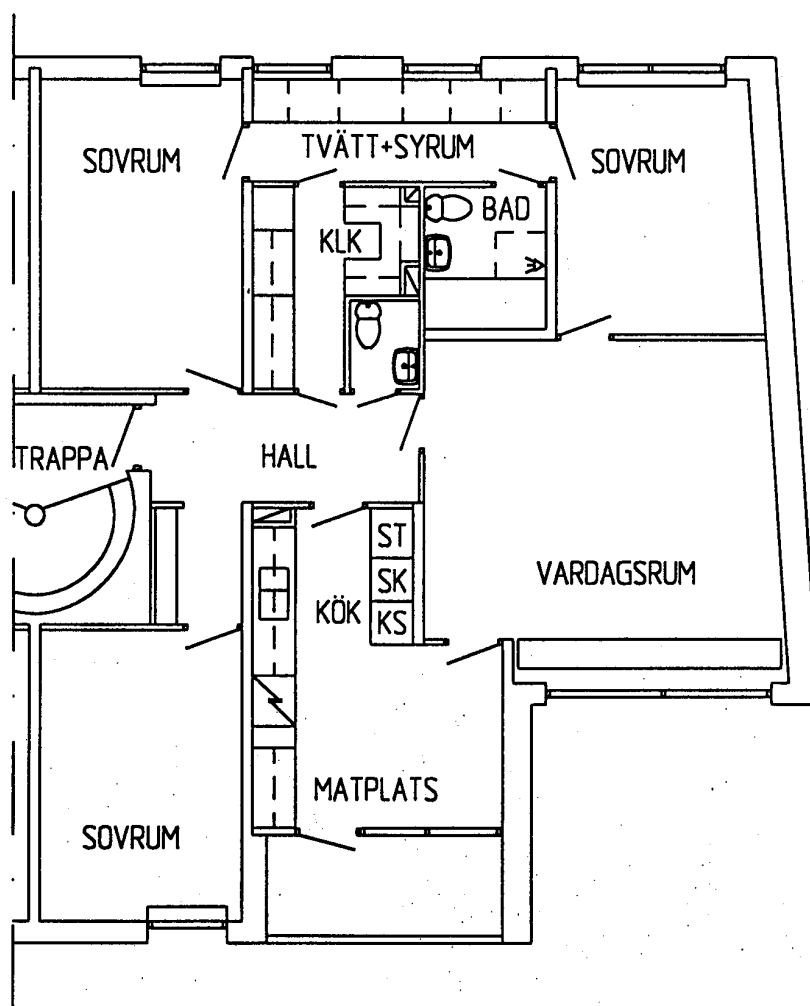 SOVRUM
TVÄTT+SYRUM
SOVRUM
KLK
BAD
TRAPPA
HALL
ST
SK
KS
KÖK
VARDAGSRUM
MATPLATS
SOVRUM